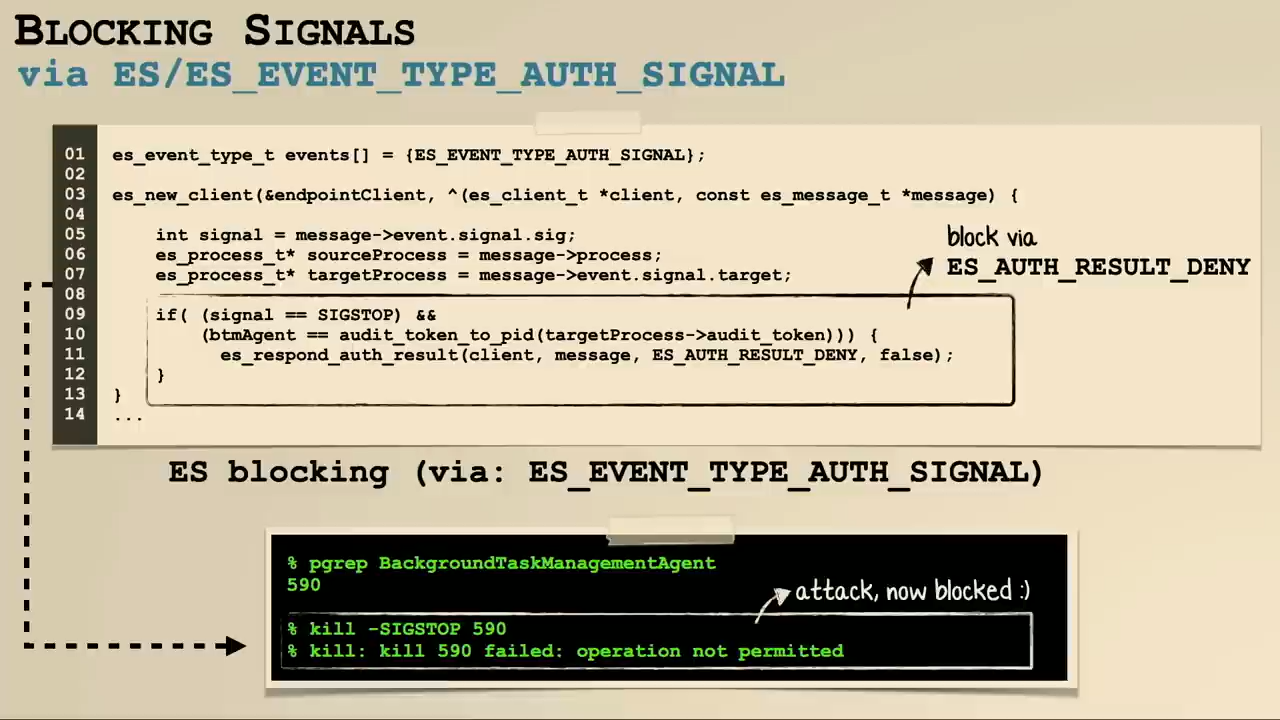 BLOCKING SIGNALS
via ES/ES_EVENT_TYPE_AUTH_SIGNAL
01 es_event_type_t events[] = {ES_EVENT_TYPE_AUTH_SIGNAL};
02
03 es_new_client(&endpointClient, ^(es_client_t *client, const es_message_t *message) {
04
05 int signal = message->event.signal.sig;
06 es_process_t* sourceProcess = message->process;
07 es_process_t* targetProcess = message->event.signal.target;
08
09 if( (signal == SIGSTOP) &&
10 (btmAgent == audit_token_to_pid(targetProcess->audit_token))) {
11 es_respond_auth_result(client, message, ES_AUTH_RESULT_DENY, false);
12 }
13 }
14 ...
block via
ES_AUTH_RESULT_DENY
ES blocking (via: ES_EVENT_TYPE_AUTH_SIGNAL)
% pgrep BackgroundTaskManagementAgent
590
attack, now blocked :)
% kill -SIGSTOP 590
% kill: kill 590 failed: operation not permitted